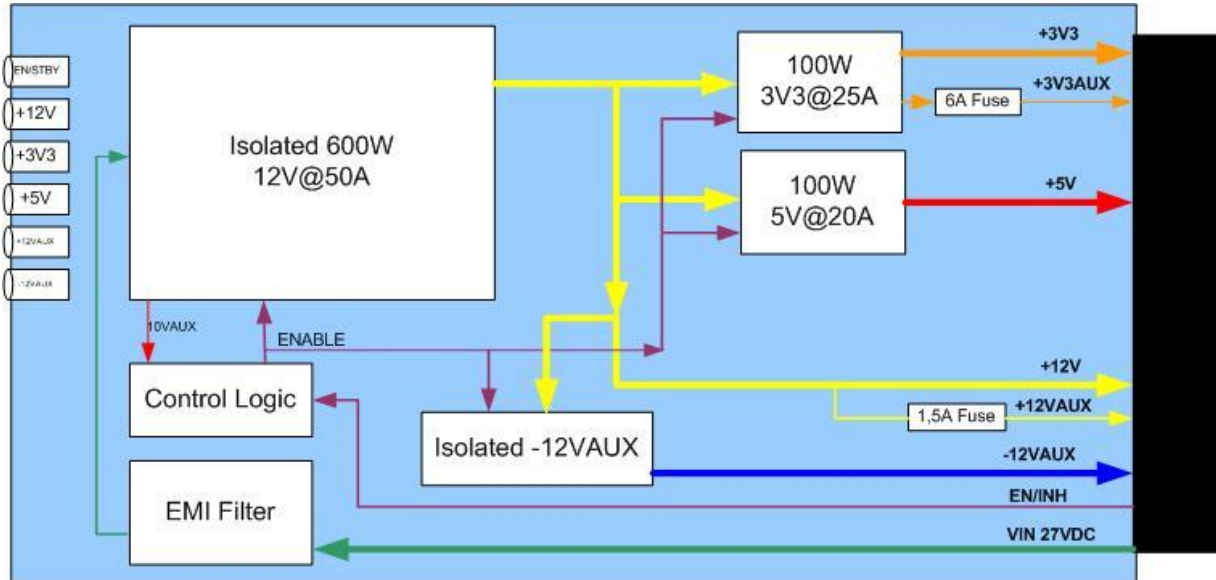 EN/STBY
+12V
+3V3
+5V
+12VAUX
-12VAUX
Isolated 600W
12V@50A
100W
3V3@25A
+3V3
+3V3AUX
6A Fuse
100W
5V@20A
+5V
10VAUX
ENABLE
Control Logic
Isolated -12VAUX
+12V
+12VAUX
1,5A Fuse
-12VAUX
EN/INH
EMI Filter
VIN 27VDC